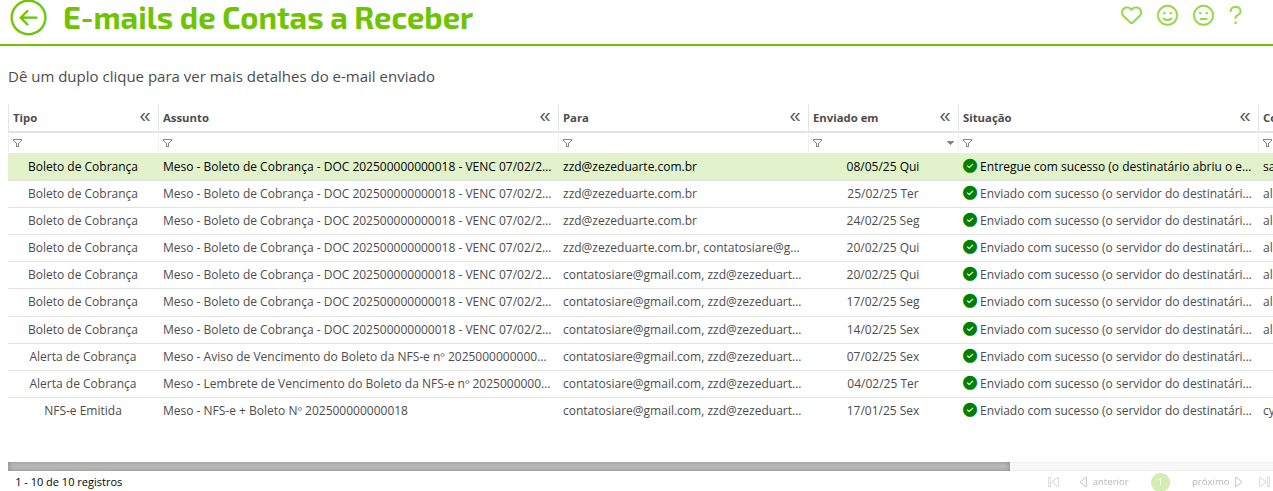 E-mails de Contas a Receber
?
Dê um duplo clique para ver mais detalhes do e-mail enviado
Tipo « Assunto « Para « Enviado em « Situação « Co
Boleto de Cobrança Meso - Boleto de Cobrança - DOC 202500000000018 - VENC 07/02/2... zzd@zezeduarte.com.br 08/05/25 Qui Entregue com sucesso (o destinatário abriu o e... sa
Boleto de Cobrança Meso - Boleto de Cobrança - DOC 202500000000018 - VENC 07/02/2... zzd@zezeduarte.com.br 25/02/25 Ter Enviado com sucesso (o servidor do destinatári... al
Boleto de Cobrança Meso - Boleto de Cobrança - DOC 202500000000018 - VENC 07/02/2... zzd@zezeduarte.com.br 24/02/25 Seg Enviado com sucesso (o servidor do destinatári... al
Boleto de Cobrança Meso - Boleto de Cobrança - DOC 202500000000018 - VENC 07/02/2... zzd@zezeduarte.com.br, contatosiare@g... 20/02/25 Qui Enviado com sucesso (o servidor do destinatári... al
Boleto de Cobrança Meso - Boleto de Cobrança - DOC 202500000000018 - VENC 07/02/2... contatosiare@gmail.com, zzd@zezeduart... 20/02/25 Qui Enviado com sucesso (o servidor do destinatári... al
Boleto de Cobrança Meso - Boleto de Cobrança - DOC 202500000000018 - VENC 07/02/2... contatosiare@gmail.com, zzd@zezeduart... 17/02/25 Seg Enviado com sucesso (o servidor do destinatári... al
Boleto de Cobrança Meso - Boleto de Cobrança - DOC 202500000000018 - VENC 07/02/2... contatosiare@gmail.com, zzd@zezeduart... 14/02/25 Sex Enviado com sucesso (o servidor do destinatári... al
Alerta de Cobrança Meso - Aviso de Vencimento do Boleto da NFS-e nº 2025000000000... contatosiare@gmail.com, zzd@zezeduart... 07/02/25 Sex Enviado com sucesso (o servidor do destinatári...
Alerta de Cobrança Meso - Lembrete de Vencimento do Boleto da NFS-e nº 2025000000... contatosiare@gmail.com, zzd@zezeduart... 04/02/25 Ter Enviado com sucesso (o servidor do destinatári...
NFS-e Emitida Meso - NFS-e + Boleto Nº 202500000000018 contatosiare@gmail.com, zzd@zezeduart... 17/01/25 Sex Enviado com sucesso (o servidor do destinatári... cy
1 - 10 de 10 registros anterior 1 próximo